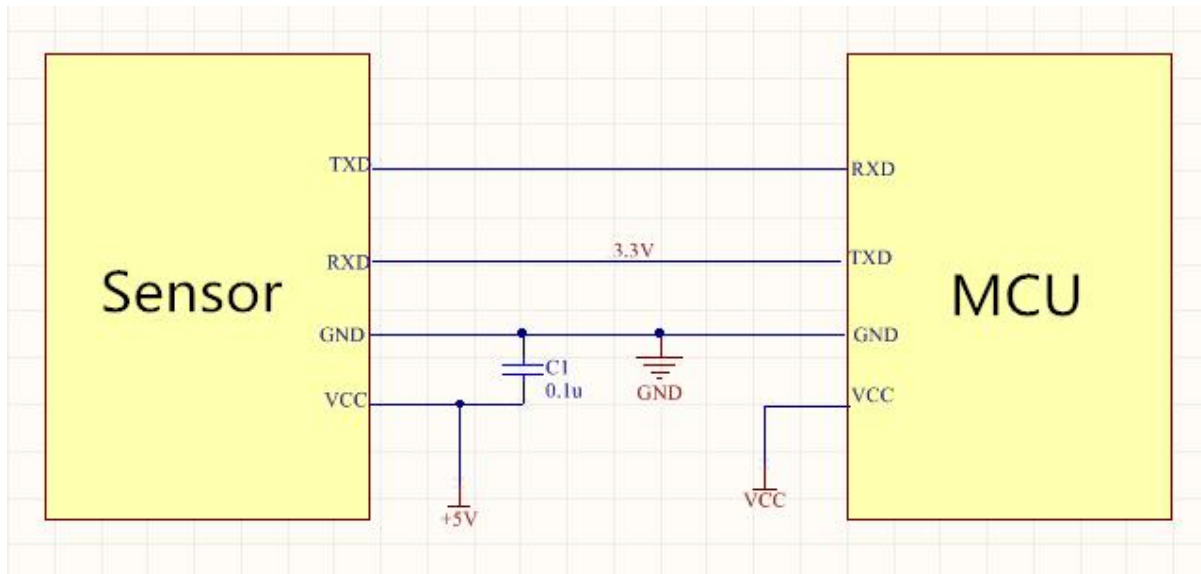 TXD
RXD
3.3V
RXD
TXD
Sensor
MCU
GND
GND
C1
0.1u
GND
VCC
VCC
VCC
+5V